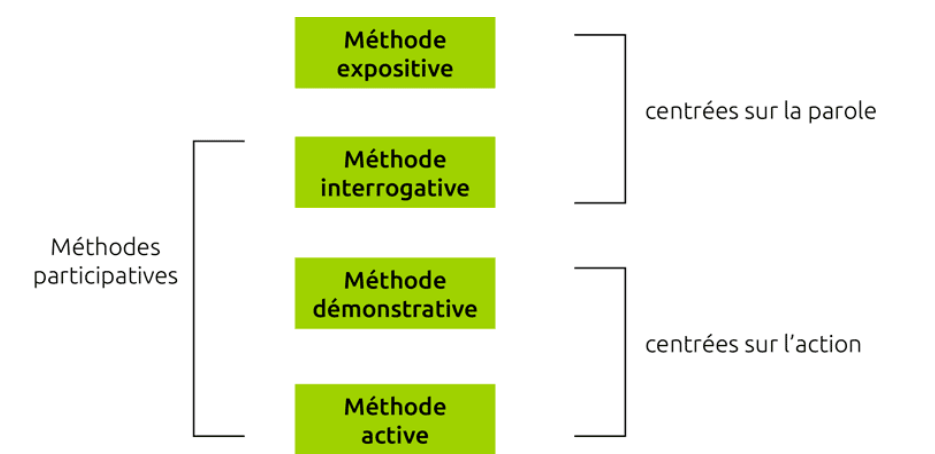 Méthode
expositive
centrées sur la parole
Méthode
interrogative
Méthodes
participatives
Méthode
démonstrative
centrées sur l’action
Méthode
active